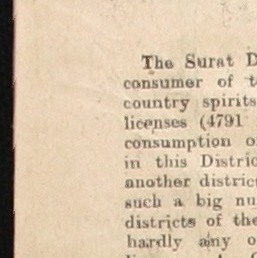 The Surat D
consumer of t
country spirits
licenses (4791
consumption o
in this Distric
another distric
such a big nu
districts of the
hardly any o